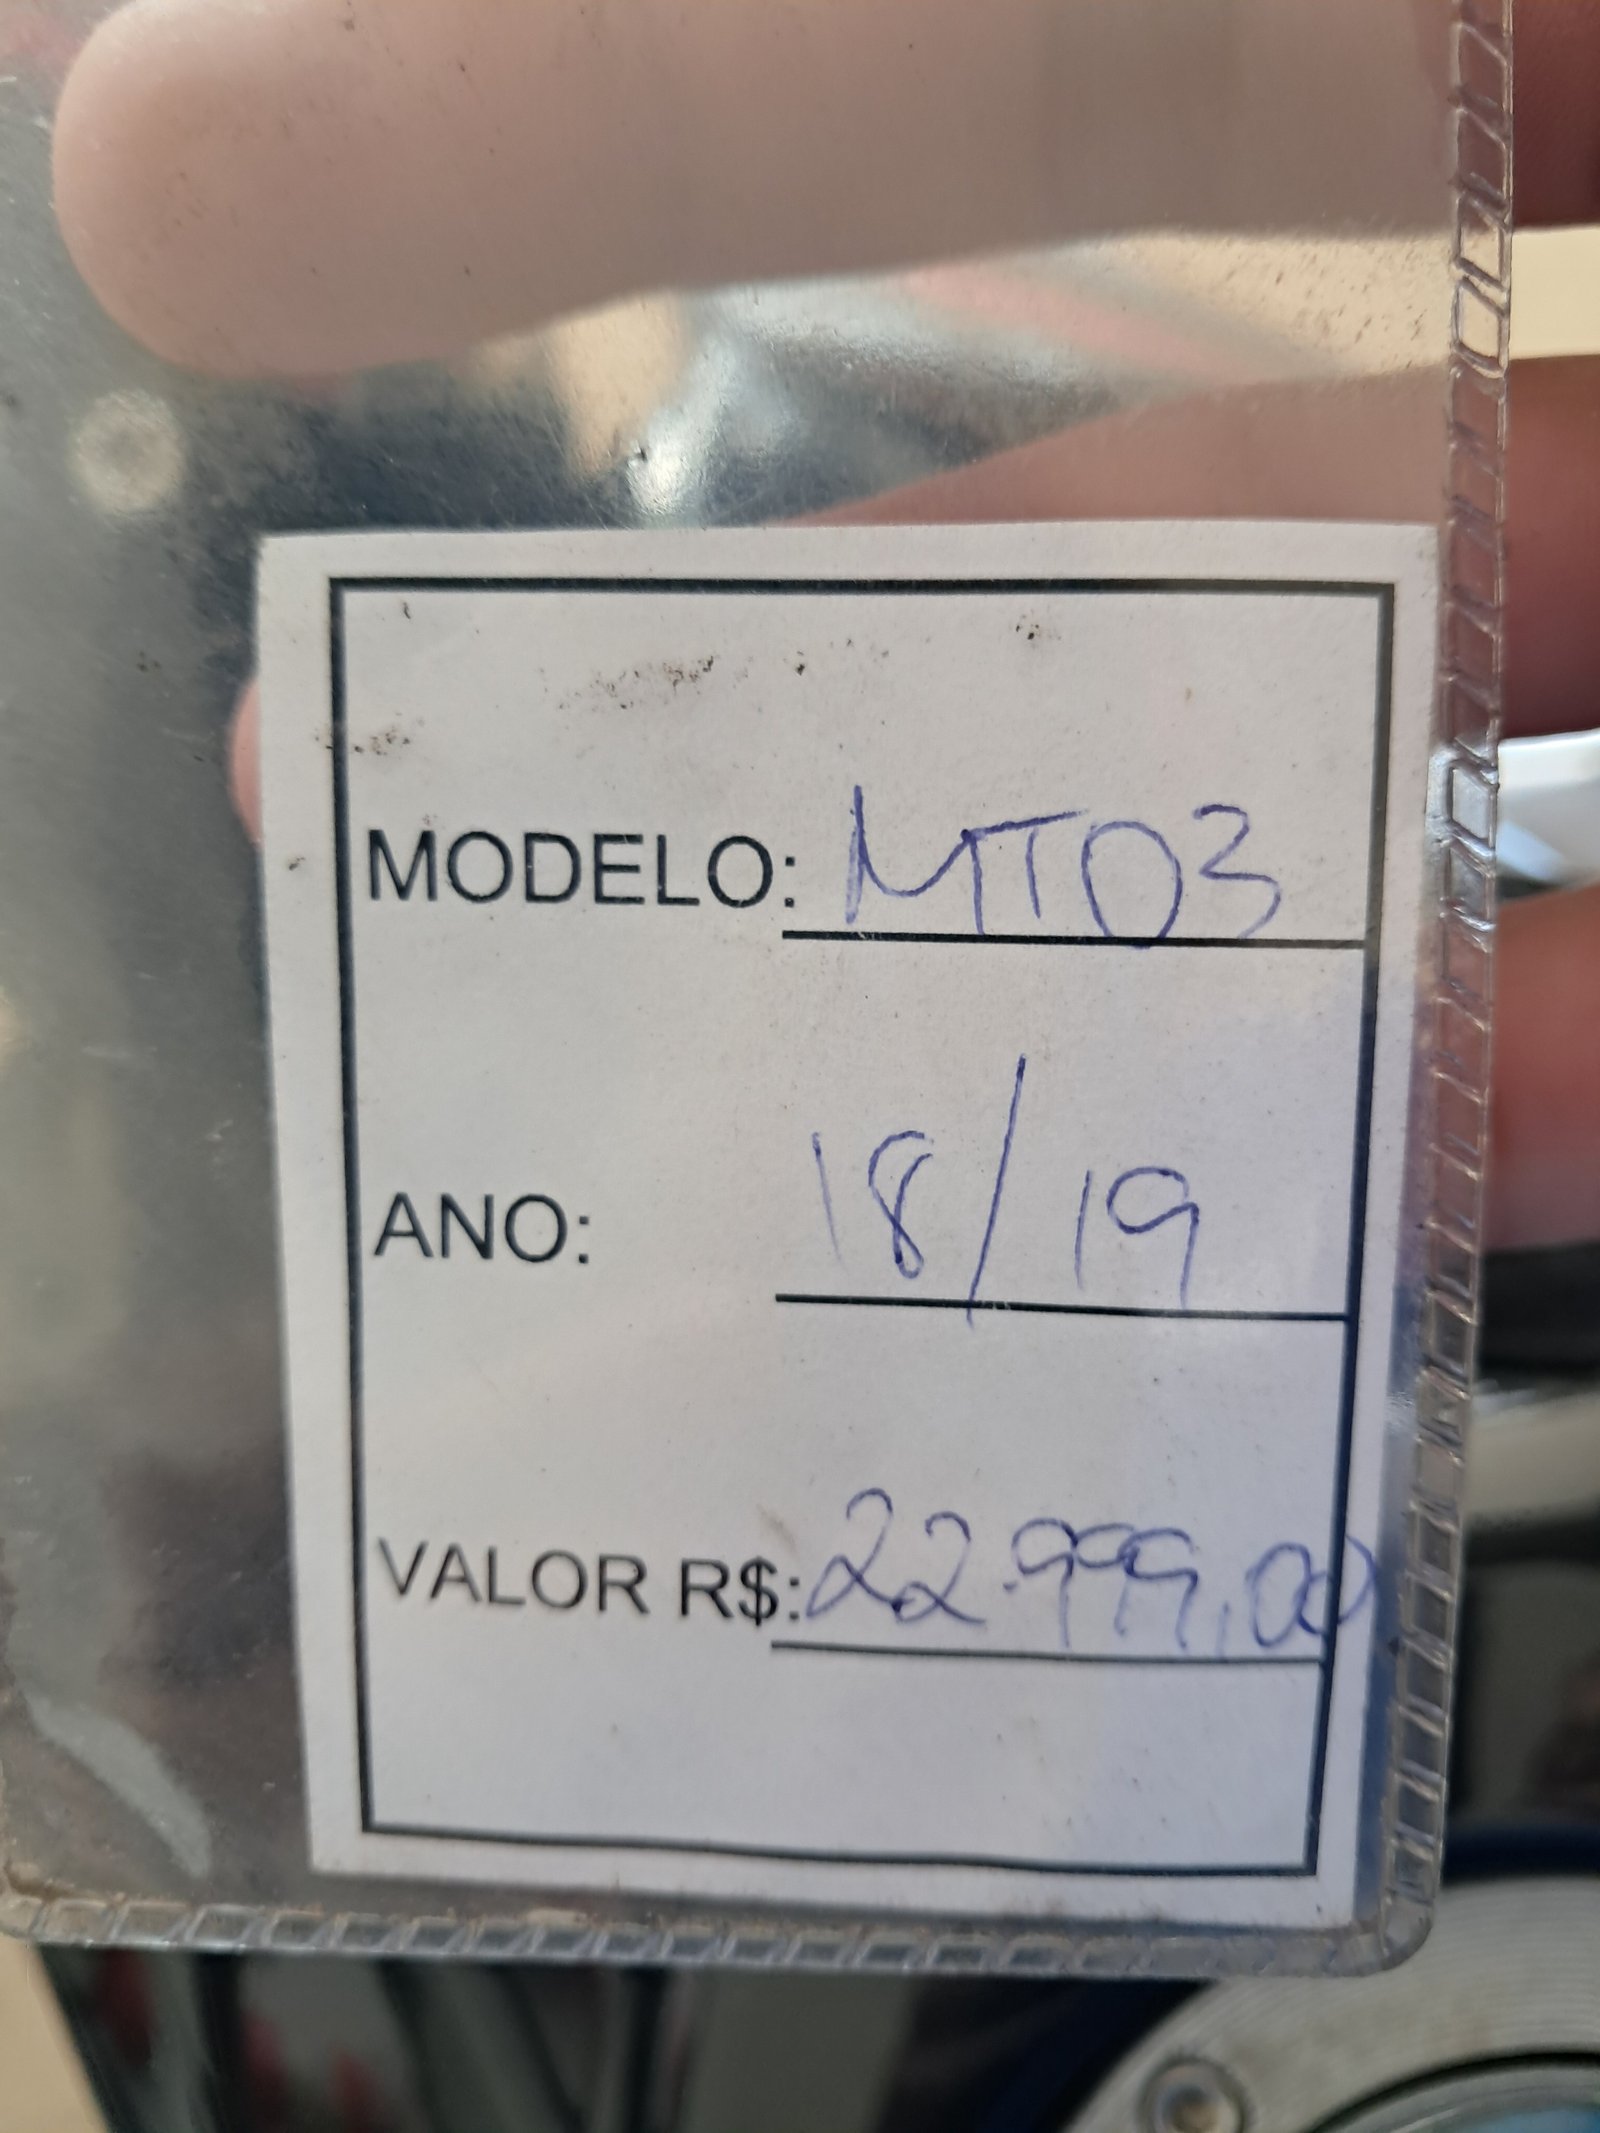 MODELO: MT03
ANO: 18/19
VALOR R$: 22.999,00